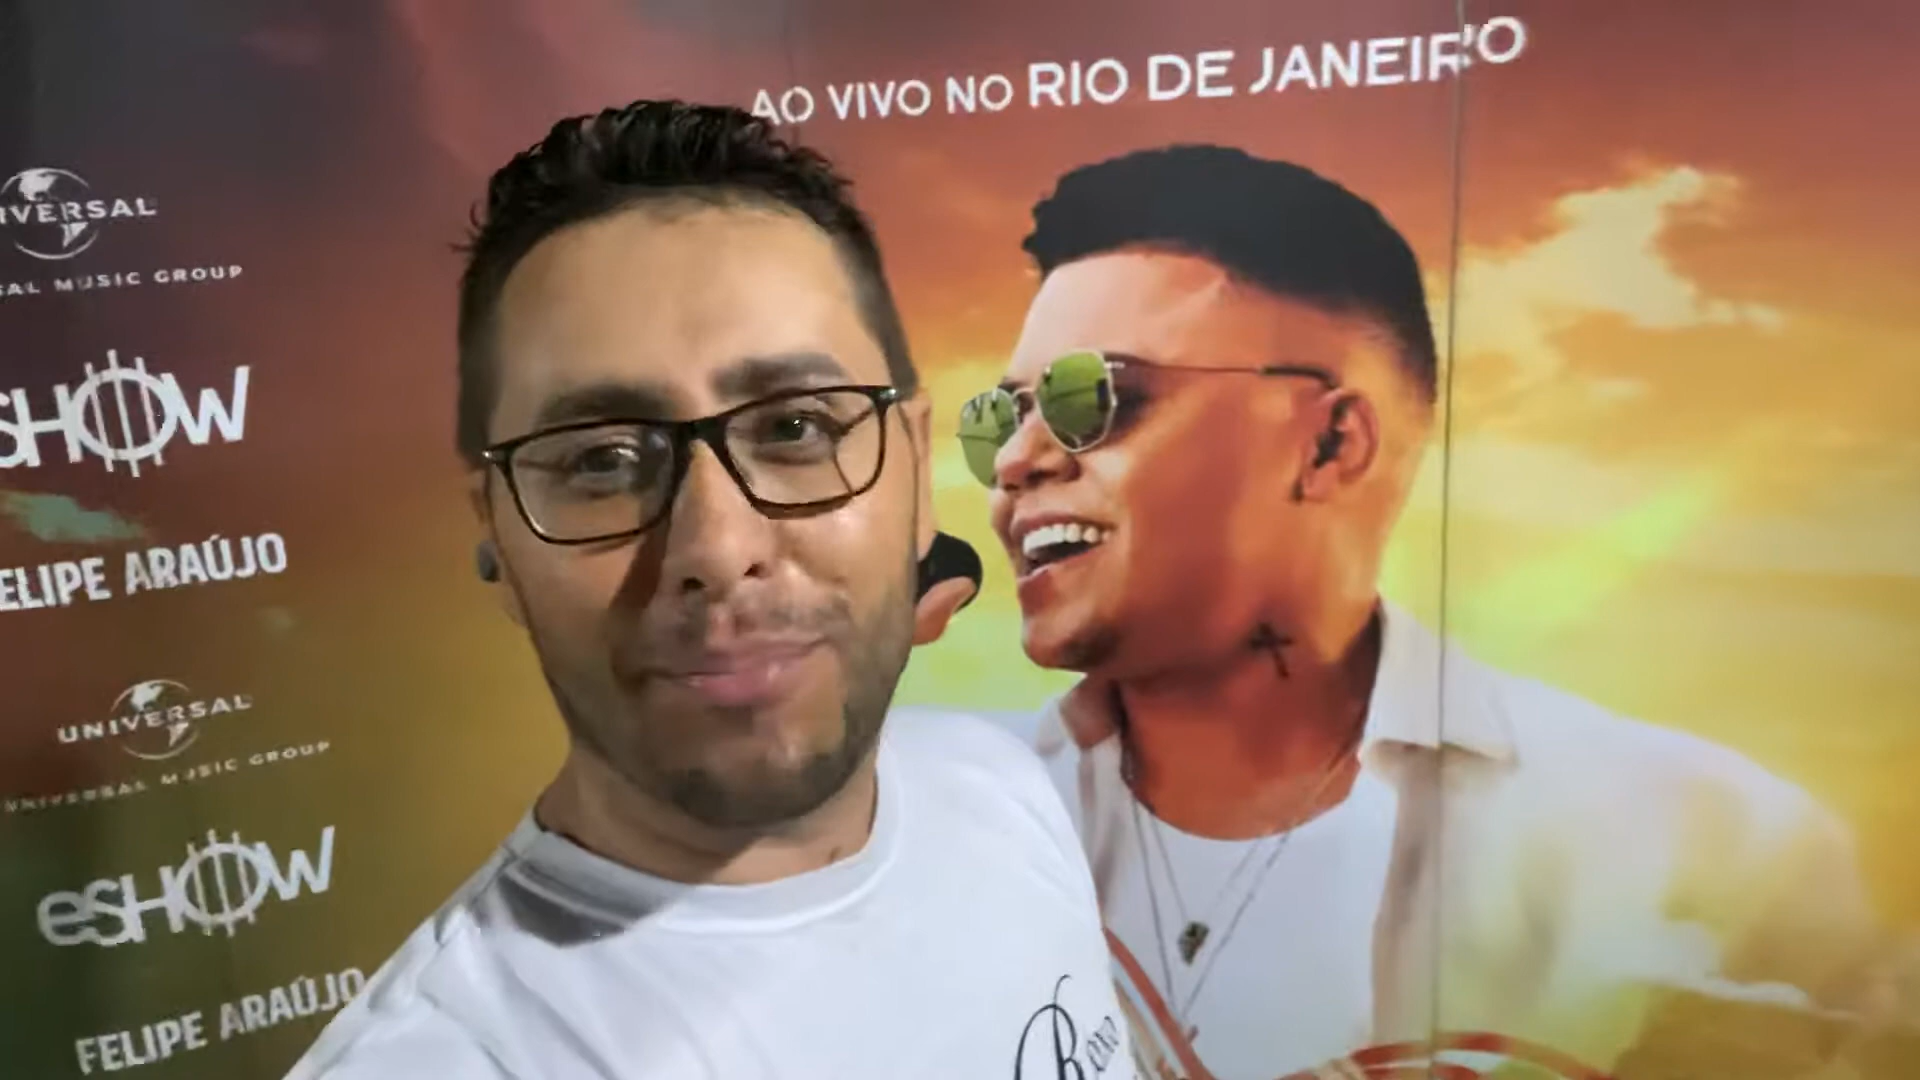 AO VIVO NO RIO DE JANEIRO
IVERSAL
SAL MUSIC GROUP
SHOW
ELIPE ARAÚJO
UNIVERSAL
UNIVERSAL MUSIC GROUP
eSHOW
FELIPE ARAÚJO